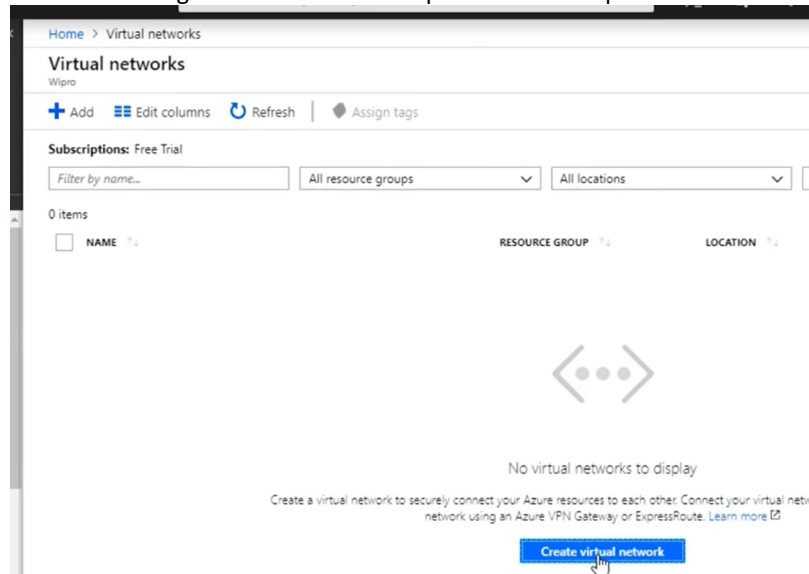 Home > Virtual networks
Virtual networks
Wipro
Add Edit columns Refresh Assign tags
Subscriptions: Free Trial
Filter by name... All resource groups All locations
0 items
NAME RESOURCE GROUP LOCATION
No virtual networks to display
Create a virtual network to securely connect your Azure resources to each other. Connect your virtual
network using an Azure VPN Gateway or ExpressRoute. Learn more
Create virtual network